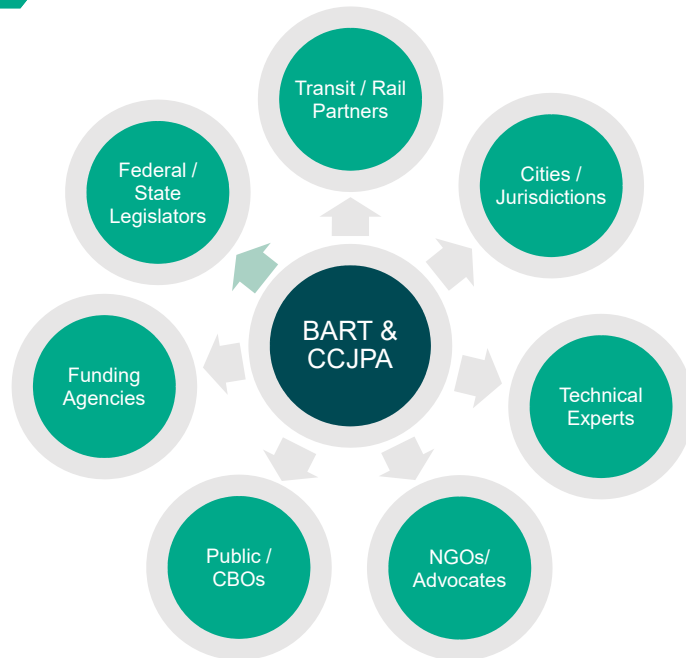 Transit / Rail
Partners
Federal /
State
Legislators
Cities /
Jurisdictions
BART &
CCJPA
Funding
Agencies
Technical
Experts
Public /
CBOs
NGOs/
Advocates